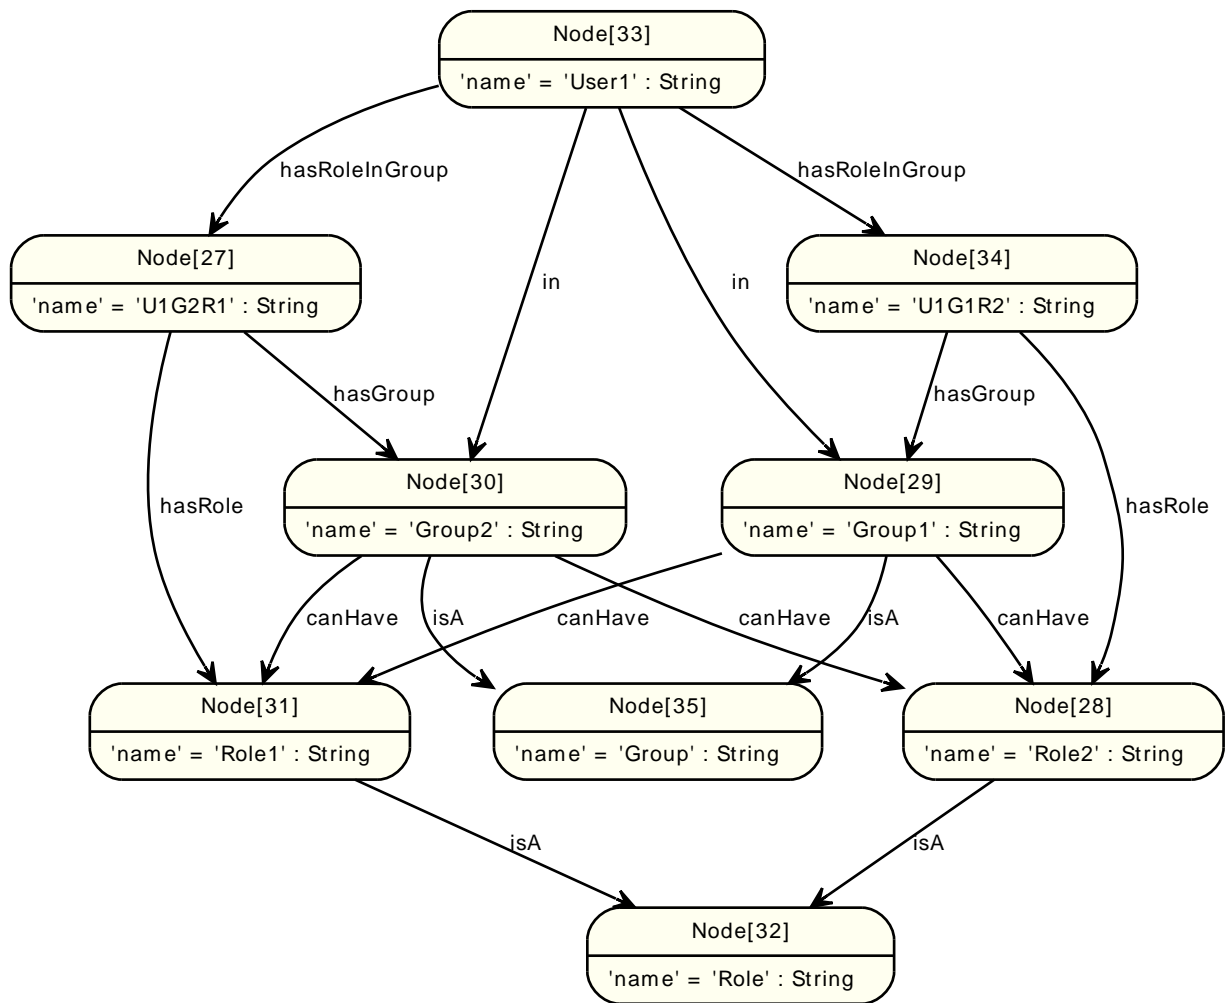 Node[33]
'name' = 'User1' : String
hasRoleInGroup
hasRoleInGroup
Node[27]
'name' = 'U1G2R1' : String
in
in
Node[34]
'name' = 'U1G1R2' : String
hasGroup
hasGroup
Node[30]
'name' = 'Group2' : String
Node[29]
'name' = 'Group1' : String
hasRole
hasRole
canHave
isA
canHave
canHave
isA
canHave
Node[31]
'name' = 'Role1' : String
Node[35]
'name' = 'Group' : String
Node[28]
'name' = 'Role2' : String
isA
isA
Node[32]
'name' = 'Role' : String